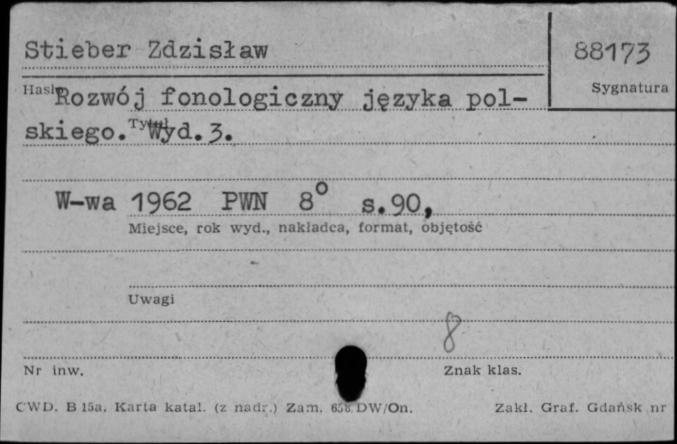 Stieber Zdzisław 88173
Hasło Sygnatura
Rozwój fonologiczny języka pol-
skiego. Wyd.3.
Tytuł
W-wa 1962 PWN 8° s.90,
Miejsce, rok wyd., nakładca, format, objętość
Uwagi
8
Nr inw. Znak klas.
CWD. B 15a. Karta katal. (z nadr.) Zam. 658.DW/On. Zakł. Graf. Gdańsk nr